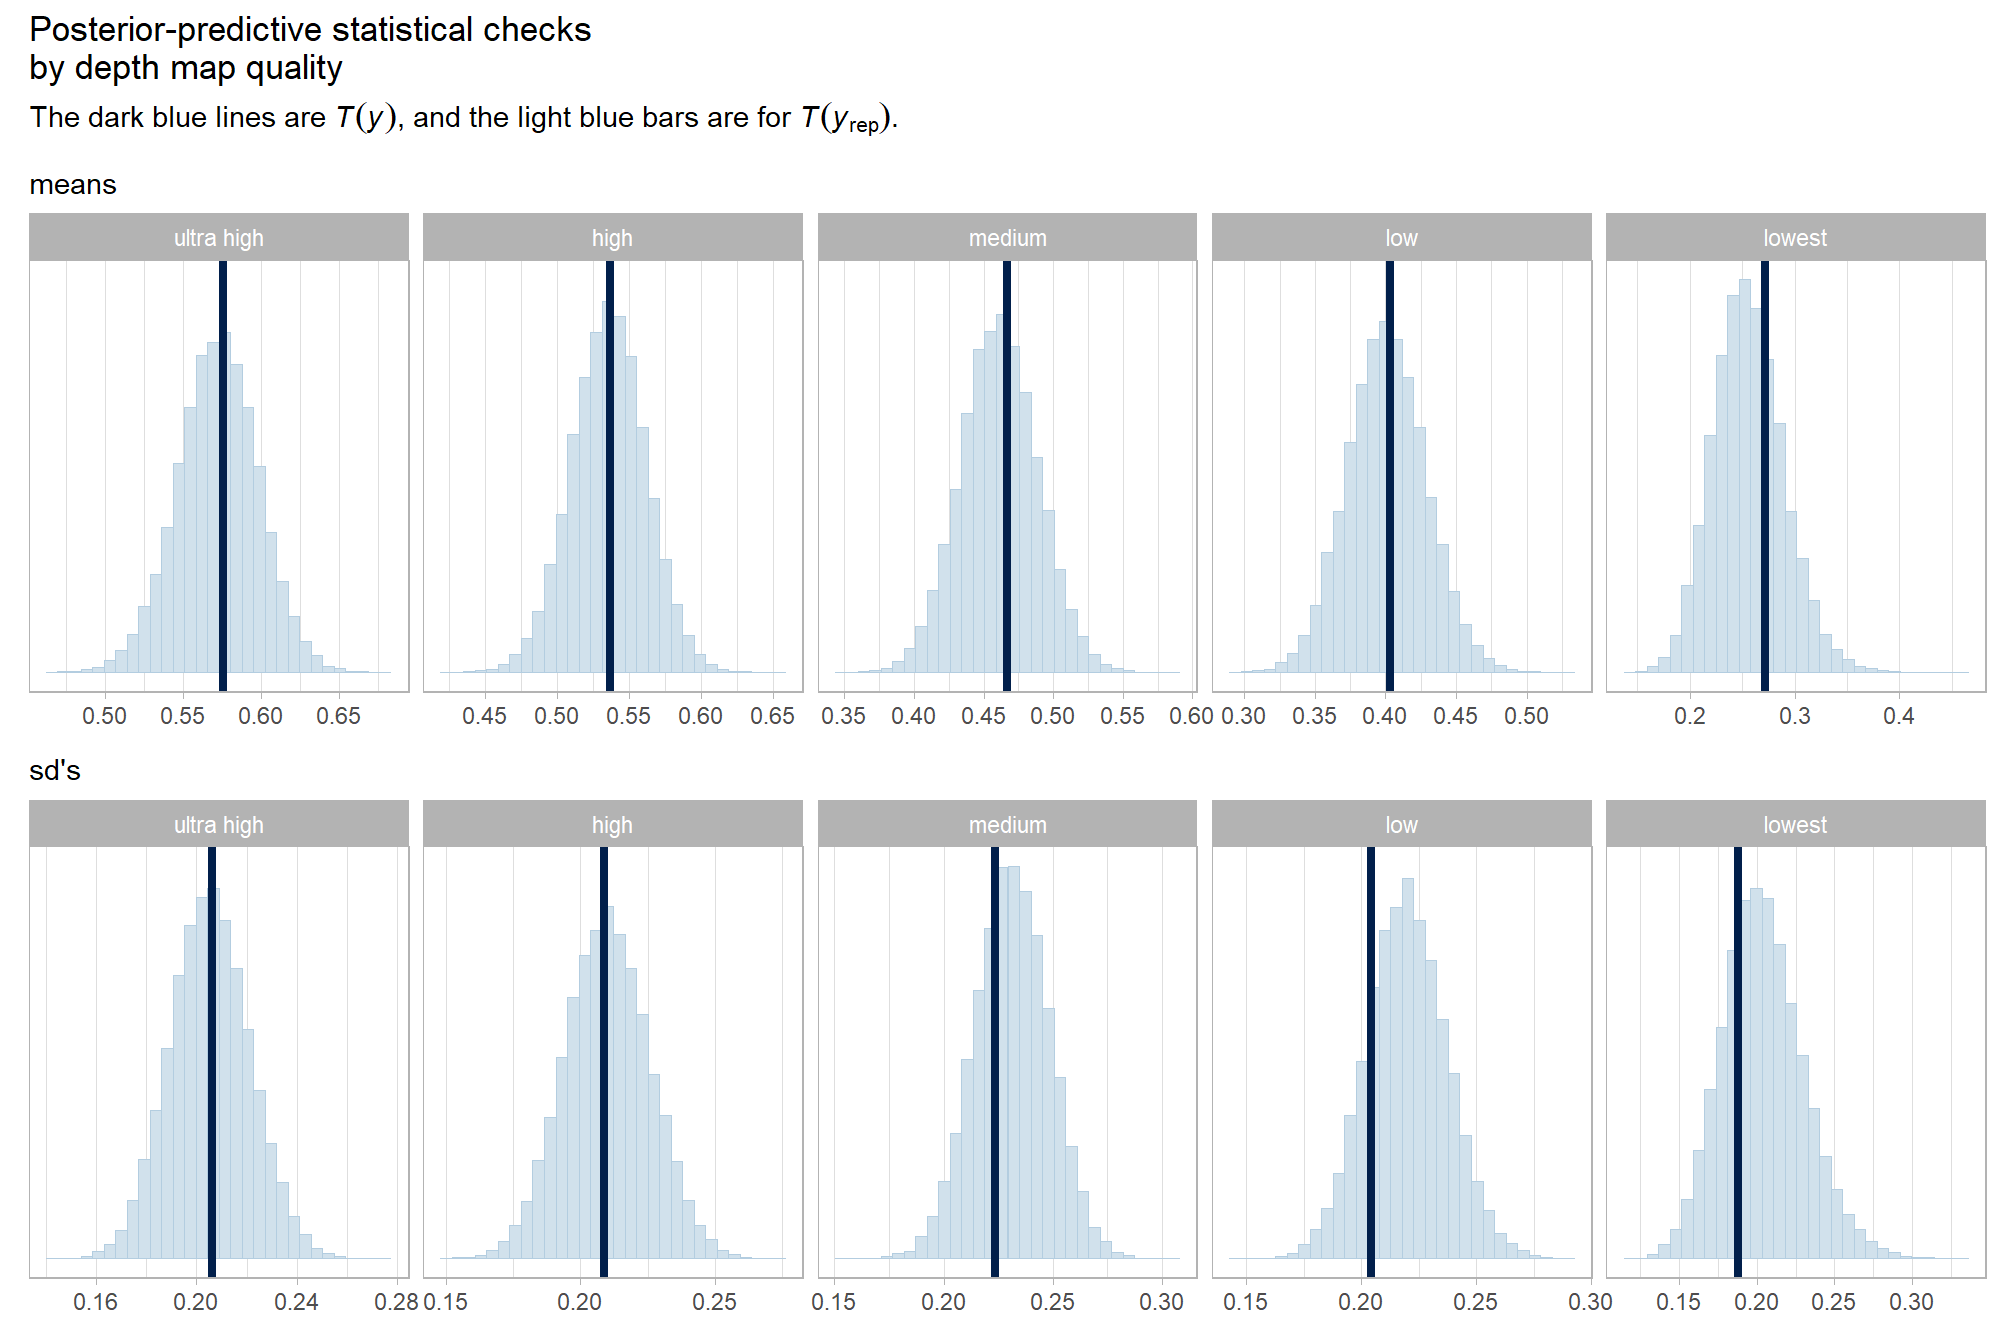 Posterior-predictive statistical checks
by depth map quality
The dark blue lines are T(y), and the light blue bars are for T(y_rep).
means
ultra high high medium low lowest
0.50 0.55 0.60 0.65 0.45 0.50 0.55 0.60 0.65 0.35 0.40 0.45 0.50 0.55 0.60 0.30 0.35 0.40 0.45 0.50 0.2 0.3 0.4
sd's
ultra high high medium low lowest
0.16 0.20 0.24 0.28 0.15 0.20 0.25 0.15 0.20 0.25 0.30 0.15 0.20 0.25 0.30 0.15 0.20 0.25 0.30